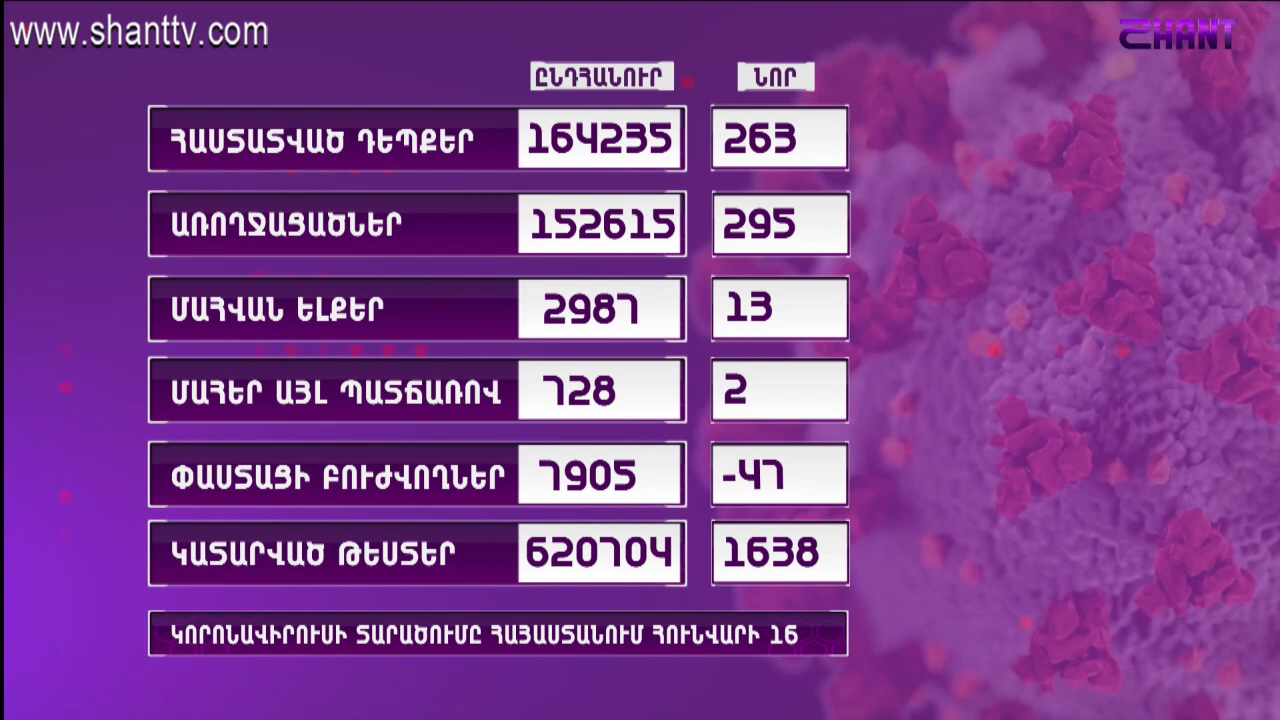 www.shanttv.com
SHANT
ԸՆԴՀԱՆՈՒՐ ՆՈՐ
ՀԱՍՏԱՏՎԱԾ ԴԵՊՔԵՐ 164235 263
ԱՌՈՂՋԱՑԱԾՆԵՐ 152615 295
ՄԱՀՎԱՆ ԵԼՔԵՐ 2987 13
ՄԱՀԵՐ ԱՅԼ ՊԱՏՃԱՌՈՎ 728 2
ՓԱՍՏԱՑԻ ԲՈՒԺՎՈՂՆԵՐ 7905 -47
ԿԱՏԱՐՎԱԾ ԹԵՍՏԵՐ 620704 1638
ԿՈՐՈՆԱՎԻՐՈՒՍԻ ՏԱՐԱԾՈՒՄԸ ՀԱՅԱՍՏԱՆՈՒՄ ՀՈՒՆՎԱՐԻ 16